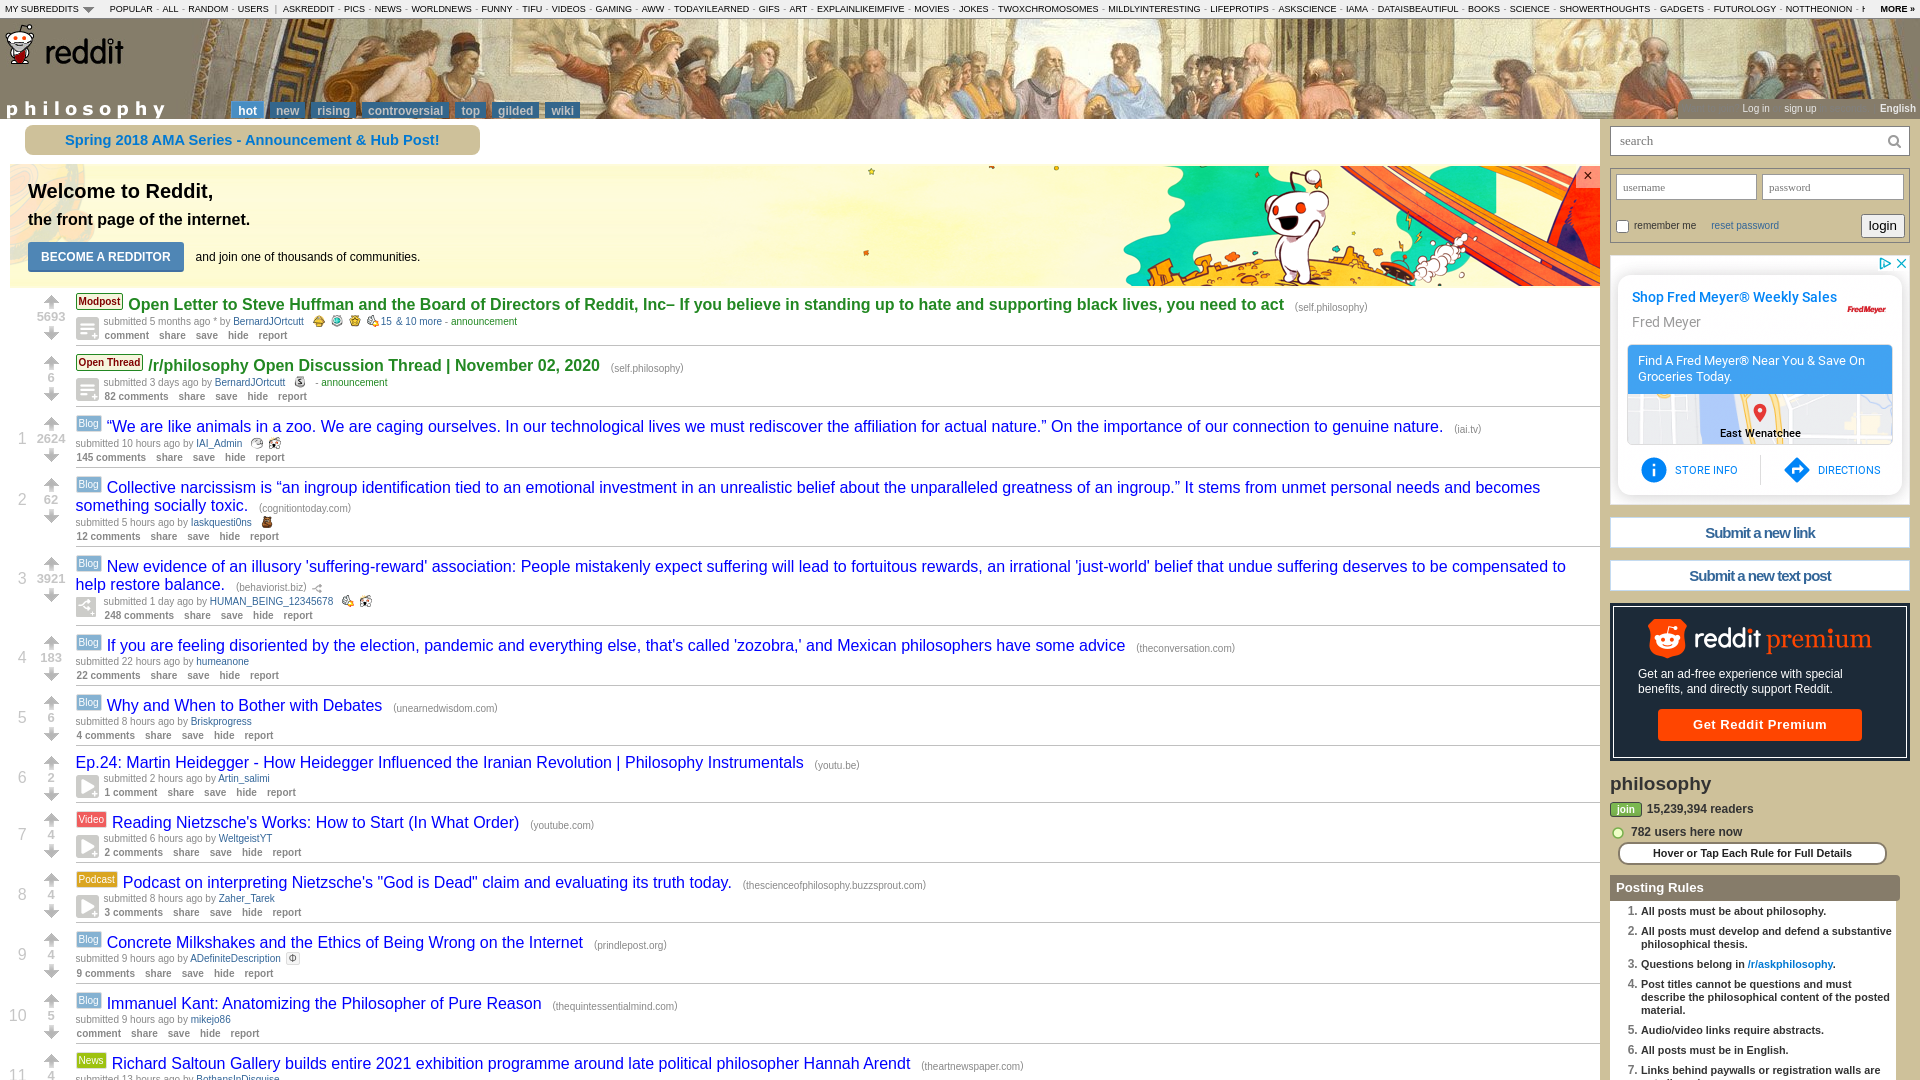 MY SUBREDDITS POPULAR - ALL - RANDOM - USERS | ASKREDDIT - PICS - NEWS - WORLDNEWS - FUNNY - TIFU - VIDEOS - GAMING - AWW - TODAYILEARNED - GIFS - ART - EXPLAINLIKEIMFIVE - MOVIES - JOKES - TWOXCHROMOSOMES - MILDLYINTERESTING - LIFEPROTIPS - ASKSCIENCE - IAMA - DATAISBEAUTIFUL - BOOKS - SCIENCE - SHOWERTHOUGHTS - GADGETS - FUTUROLOGY - NOTTHEONION - MORE »
reddit
philosophy hot new rising controversial top gilded wiki
Log in sign up English
Spring 2018 AMA Series - Announcement & Hub Post!
Welcome to Reddit,
the front page of the internet.
BECOME A REDDITOR and join one of thousands of communities.
×
Modpost Open Letter to Steve Huffman and the Board of Directors of Reddit, Inc– If you believe in standing up to hate and supporting black lives, you need to act (self.philosophy)
5693
submitted 5 months ago * by BernardJOrtcutt 15 & 10 more - announcement
comment share save hide report
Open Thread /r/philosophy Open Discussion Thread | November 02, 2020 (self.philosophy)
6
submitted 3 days ago by BernardJOrtcutt - announcement
82 comments share save hide report
Blog “We are like animals in a zoo. We are caging ourselves. In our technological lives we must rediscover the affiliation for actual nature.” On the importance of our connection to genuine nature. (iai.tv)
1 2624
submitted 10 hours ago by IAI_Admin
145 comments share save hide report
Blog Collective narcissism is “an ingroup identification tied to an emotional investment in an unrealistic belief about the unparalleled greatness of an ingroup.” It stems from unmet personal needs and becomes
2 62
something socially toxic. (cognitiontoday.com)
submitted 5 hours ago by Iaskquesti0ns
12 comments share save hide report
Blog New evidence of an illusory 'suffering-reward' association: People mistakenly expect suffering will lead to fortuitous rewards, an irrational 'just-world' belief that undue suffering deserves to be compensated to
3 3921
help restore balance. (behaviorist.biz)
submitted 1 day ago by HUMAN_BEING_12345678
248 comments share save hide report
Blog If you are feeling disoriented by the election, pandemic and everything else, that's called 'zozobra,' and Mexican philosophers have some advice (theconversation.com)
4 183
submitted 22 hours ago by humeanone
22 comments share save hide report
Blog Why and When to Bother with Debates (unearnedwisdom.com)
5 6
submitted 8 hours ago by Briskprogress
4 comments share save hide report
Ep.24: Martin Heidegger - How Heidegger Influenced the Iranian Revolution | Philosophy Instrumentals (youtu.be)
6 2
submitted 2 hours ago by Artin_salimi
1 comment share save hide report
Video Reading Nietzsche's Works: How to Start (In What Order) (youtube.com)
7 4
submitted 6 hours ago by WeltgeistYT
2 comments share save hide report
Podcast Podcast on interpreting Nietzsche's "God is Dead" claim and evaluating its truth today. (thescienceofphilosophy.buzzsprout.com)
8 4
submitted 8 hours ago by Zaher_Tarek
3 comments share save hide report
Blog Concrete Milkshakes and the Ethics of Being Wrong on the Internet (prindlepost.org)
9 4
submitted 9 hours ago by ADefiniteDescription Φ
9 comments share save hide report
Blog Immanuel Kant: Anatomizing the Philosopher of Pure Reason (thequintessentialmind.com)
10 5
submitted 9 hours ago by mikejo86
comment share save hide report
News Richard Saltoun Gallery builds entire 2021 exhibition programme around late political philosopher Hannah Arendt (theartnewspaper.com)
11 4
submitted 13 hours ago by BothansInDisguise
search
username password
remember me reset password login
Shop Fred Meyer® Weekly Sales
Fred Meyer
FredMeyer
Find A Fred Meyer® Near You & Save On
Groceries Today.
East Wenatchee
STORE INFO DIRECTIONS
Submit a new link
Submit a new text post
reddit premium
Get an ad-free experience with special
benefits, and directly support Reddit.
Get Reddit Premium
philosophy
join 15,239,394 readers
782 users here now
Hover or Tap Each Rule for Full Details
Posting Rules
1. All posts must be about philosophy.
2. All posts must develop and defend a substantive
philosophical thesis.
3. Questions belong in /r/askphilosophy.
4. Post titles cannot be questions and must
describe the philosophical content of the posted
material.
5. Audio/video links require abstracts.
6. All posts must be in English.
7. Links behind paywalls or registration walls are